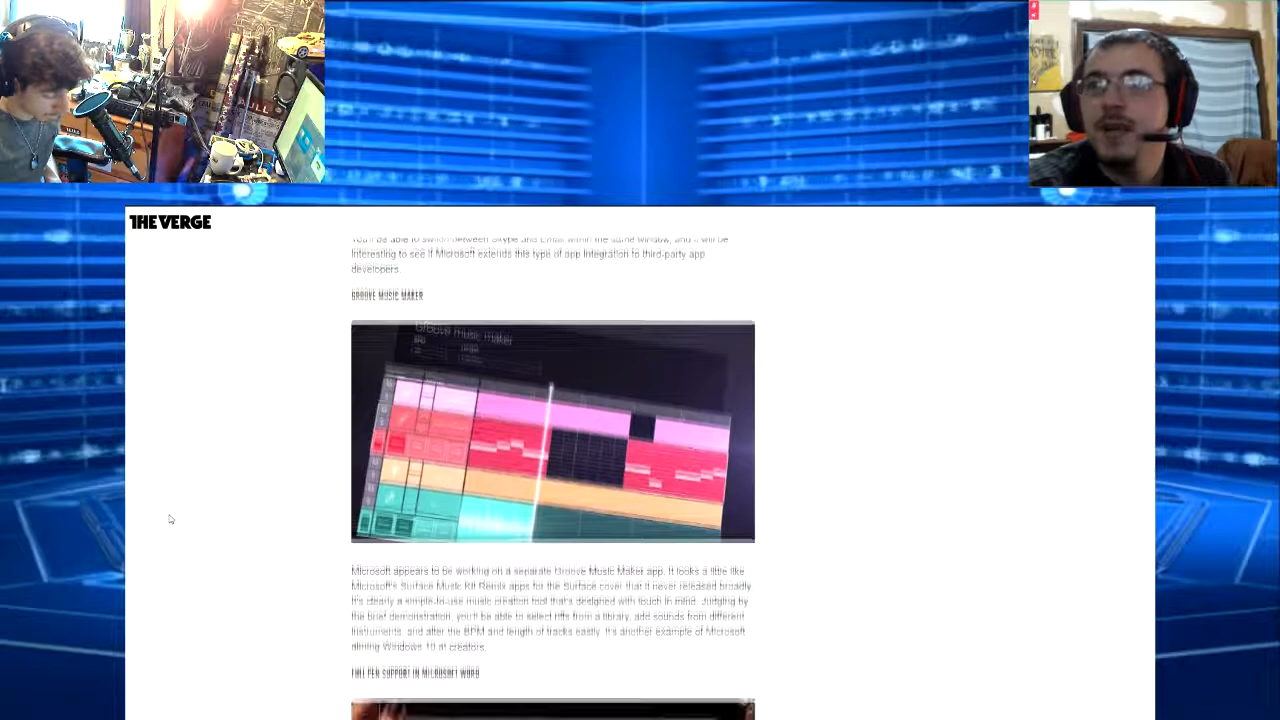 THE VERGE
You'll be able to switch between Skype and Email within the same window, and it will be
interesting to see if Microsoft extends this type of app integration to third-party app
developers.
GROOVE MUSIC MAKER
Groove music maker
BPM
Microsoft appears to be working on a separate Groove Music Maker app. It looks a little like
Microsoft's Surface Music Kit Remix apps for the Surface cover that it never released broadly
It's clearly a simple-to-use music creation tool that's designed with touch in mind. Judging by
the brief demonstration, you'll be able to select riffs from a library, add sounds from different
instruments, and alter the BPM and length of tracks easily. It's another example of Microsoft
aiming Windows 10 at creators.
FULL PEN SUPPORT IN MICROSOFT WORD